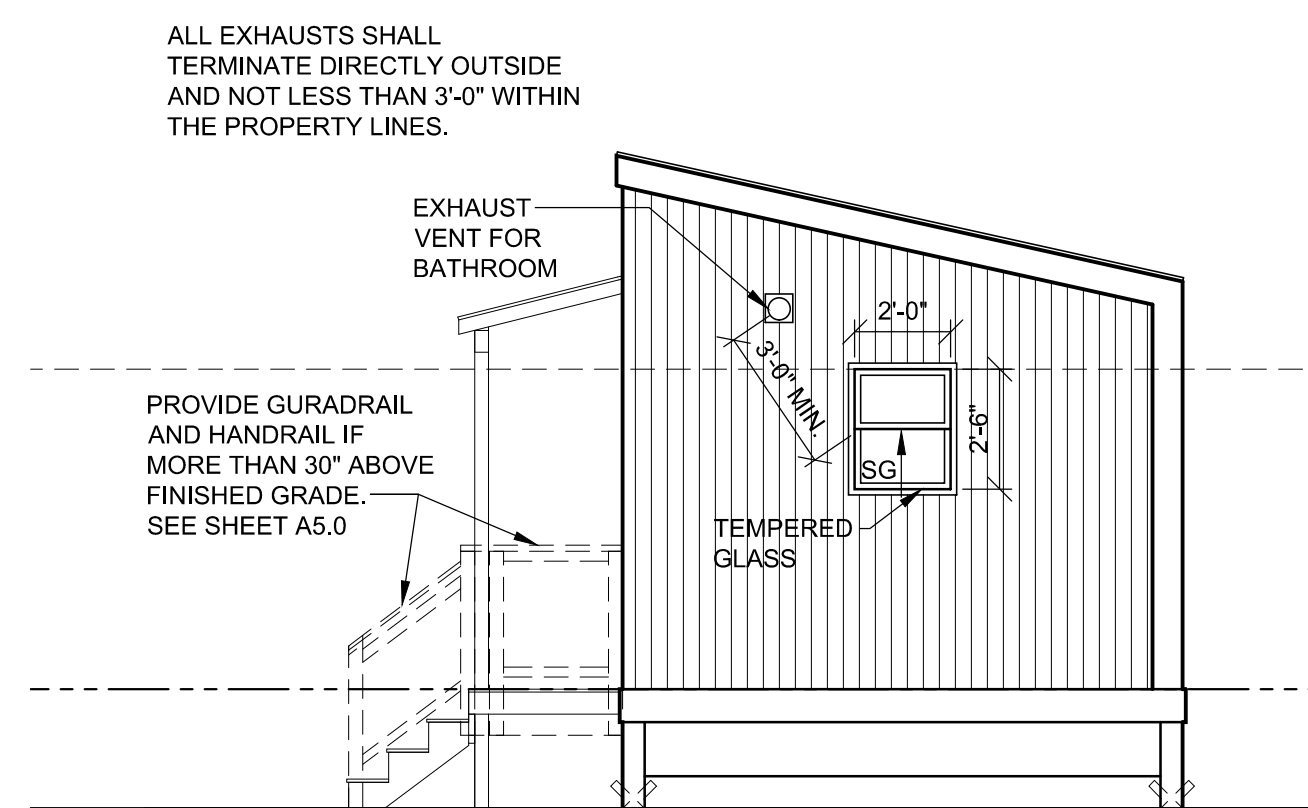 ALL EXHAUSTS SHALL
TERMINATE DIRECTLY OUTSIDE
AND NOT LESS THAN 3'-0" WITHIN
THE PROPERTY LINES.
EXHAUST
VENT FOR
BATHROOM
2'-0"
3'-0" MIN.
2'-6"
PROVIDE GURADRAIL
AND HANDRAIL IF
MORE THAN 30" ABOVE
FINISHED GRADE.
SEE SHEET A5.0
SG
TEMPERED
GLASS